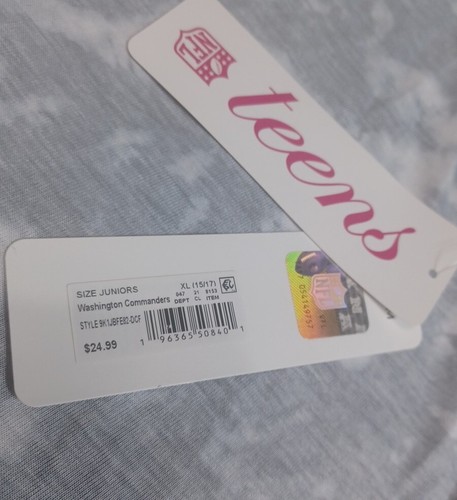 NFL
teens
SIZE JUNIORS XL (15/17)
Washington Commanders
DEPT CL ITEM
STYLE 9K1JBFE82-DCF
$24.99
1 96365 50840 1
NFL